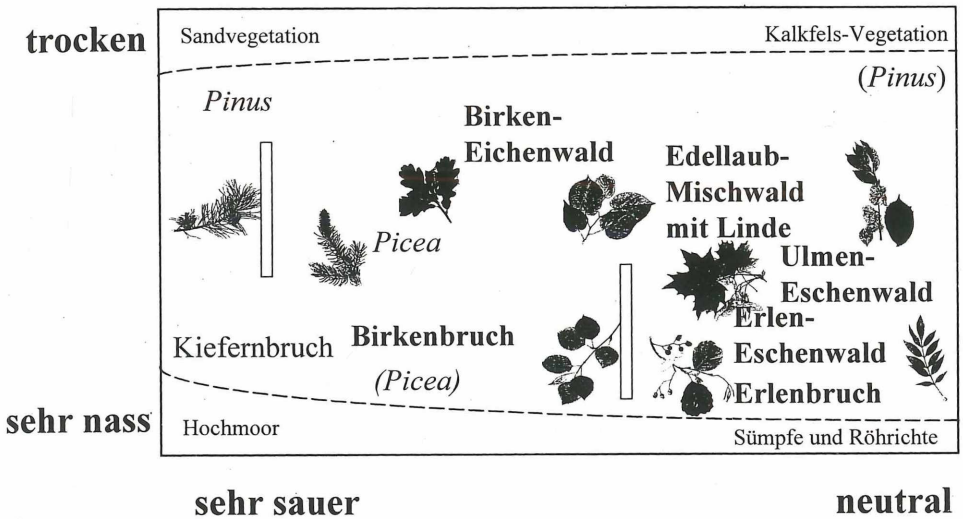 trocken
Sandvegetation
Kalkfels-Vegetation
(Pinus)
Pinus
Birken-
Eichenwald
Edellaub-
Mischwald
mit Linde
Picea
Ulmen-
Eschenwald
Erlen-
Eschenwald
Erlenbruch
Kiefernbruch
Birkenbruch
(Picea)
sehr nass
Hochmoor
Sümpfe und Röhrichte
sehr sauer
neutral